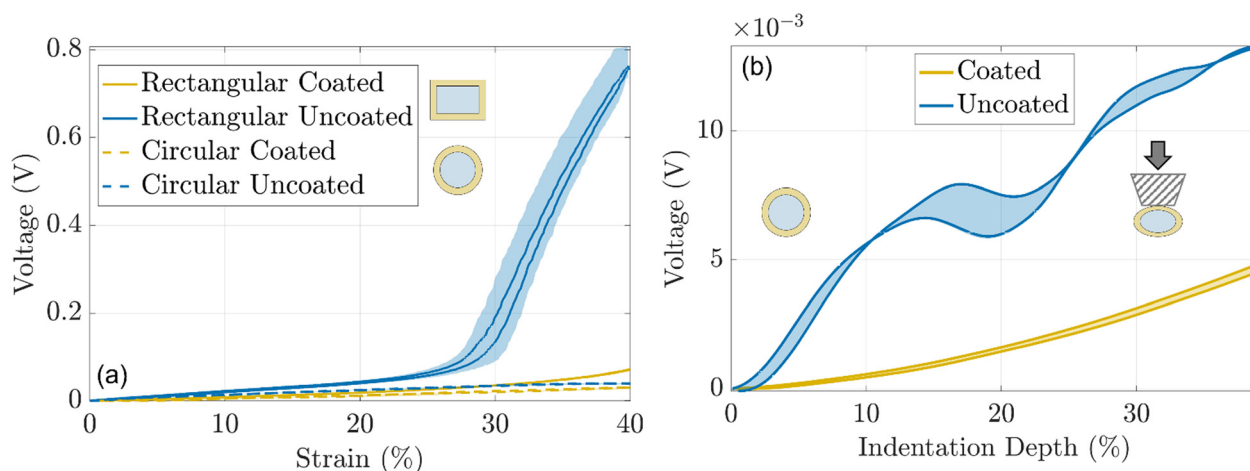 0.8
0.6
0.4
0.2
0
Voltage (V)
Rectangular Coated
Rectangular Uncoated
Circular Coated
Circular Uncoated
(a)
0 10 20 30 40
Strain (%)
×10⁻³
(b)
Coated
Uncoated
10
5
0
Voltage (V)
0 10 20 30
Indentation Depth (%)